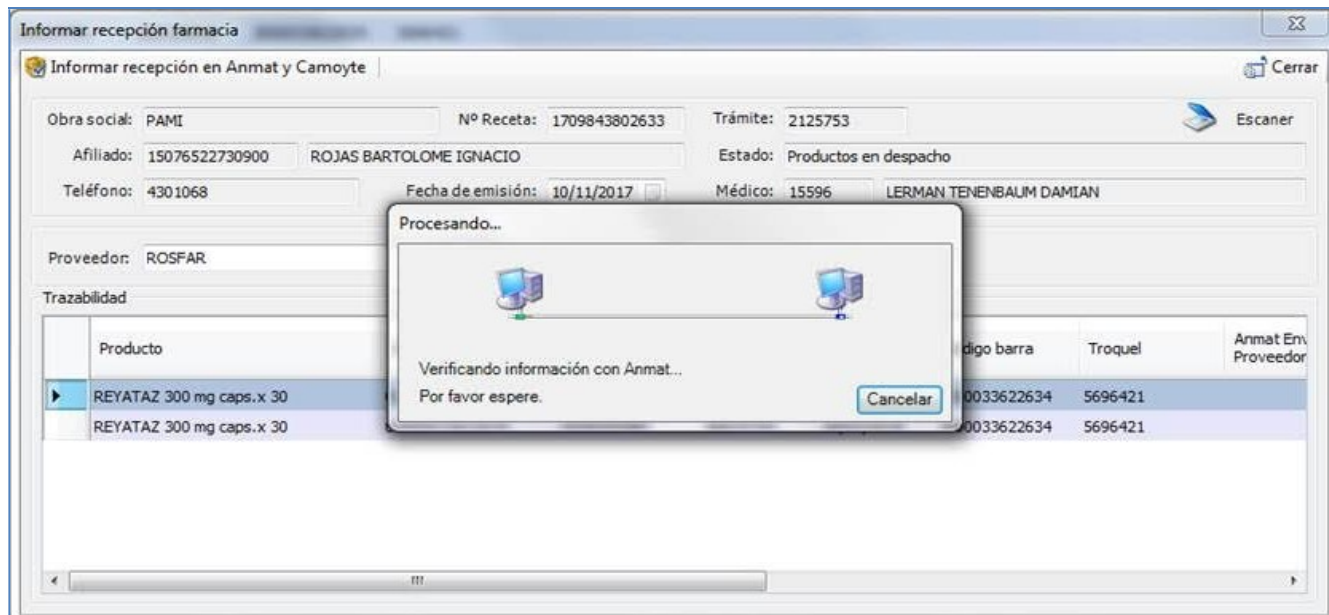 Informar recepción farmacia
Informar recepción en Anmat y Camoyte Cerrar
Obra social: PAMI Nº Receta: 1709843802633 Trámite: 2125753 Escaner
Afiliado: 15076522730900 ROJAS BARTOLOME IGNACIO Estado: Productos en despacho
Teléfono: 4301068 Fecha de emisión: 10/11/2017 Médico: 15596 LERMAN TENENBAUM DAMIAN
Procesando...
Proveedor: ROSFAR
Trazabilidad
Producto digo barra Troquel Anmat Env
Proveedor
Verificando información con Anmat...
Por favor espere. Cancelar
REYATAZ 300 mg caps.x 30 0033622634 5696421
REYATAZ 300 mg caps.x 30 0033622634 5696421